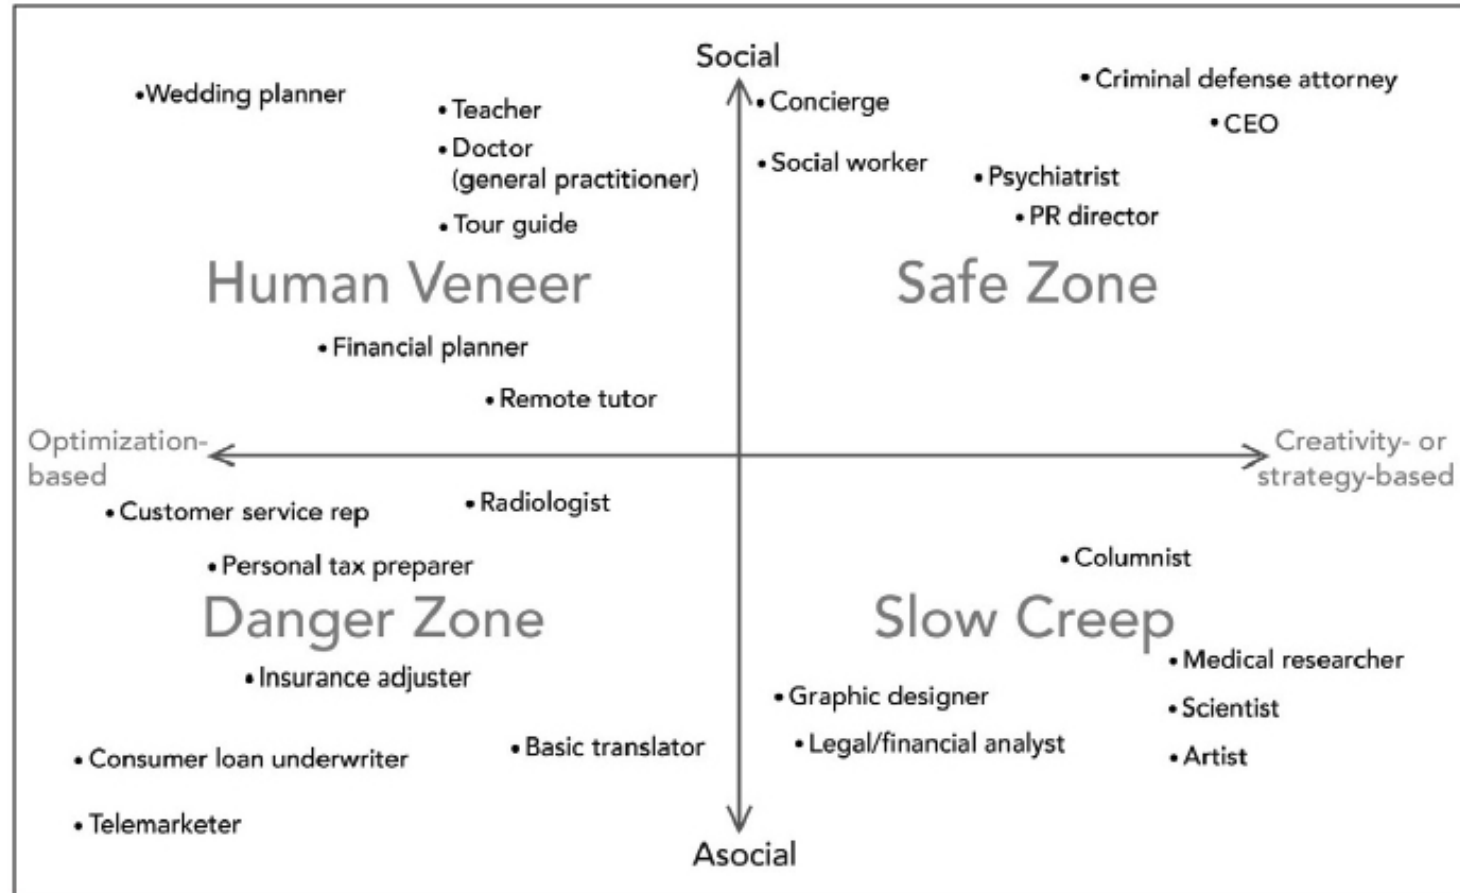 Social
• Wedding planner
• Teacher
• Doctor
(general practitioner)
• Tour guide
• Concierge
• Social worker
• Criminal defense attorney
• CEO
• Psychiatrist
• PR director
Human Veneer
Safe Zone
• Financial planner
• Remote tutor
Optimization-
based
Creativity- or
strategy-based
• Customer service rep
• Radiologist
• Personal tax preparer
• Columnist
Danger Zone
Slow Creep
• Insurance adjuster
• Basic translator
• Consumer loan underwriter
• Telemarketer
• Medical researcher
• Graphic designer
• Scientist
• Legal/financial analyst
• Artist
Asocial